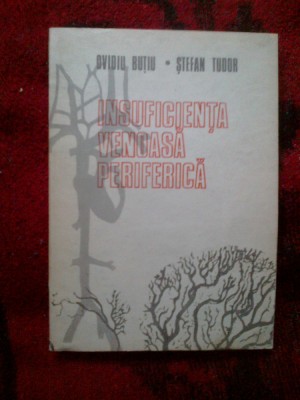 OVIDIU BUȚIU • ȘTEFAN TUDOR
INSUFICIENȚA
VENOASĂ
PERIFERICĂ